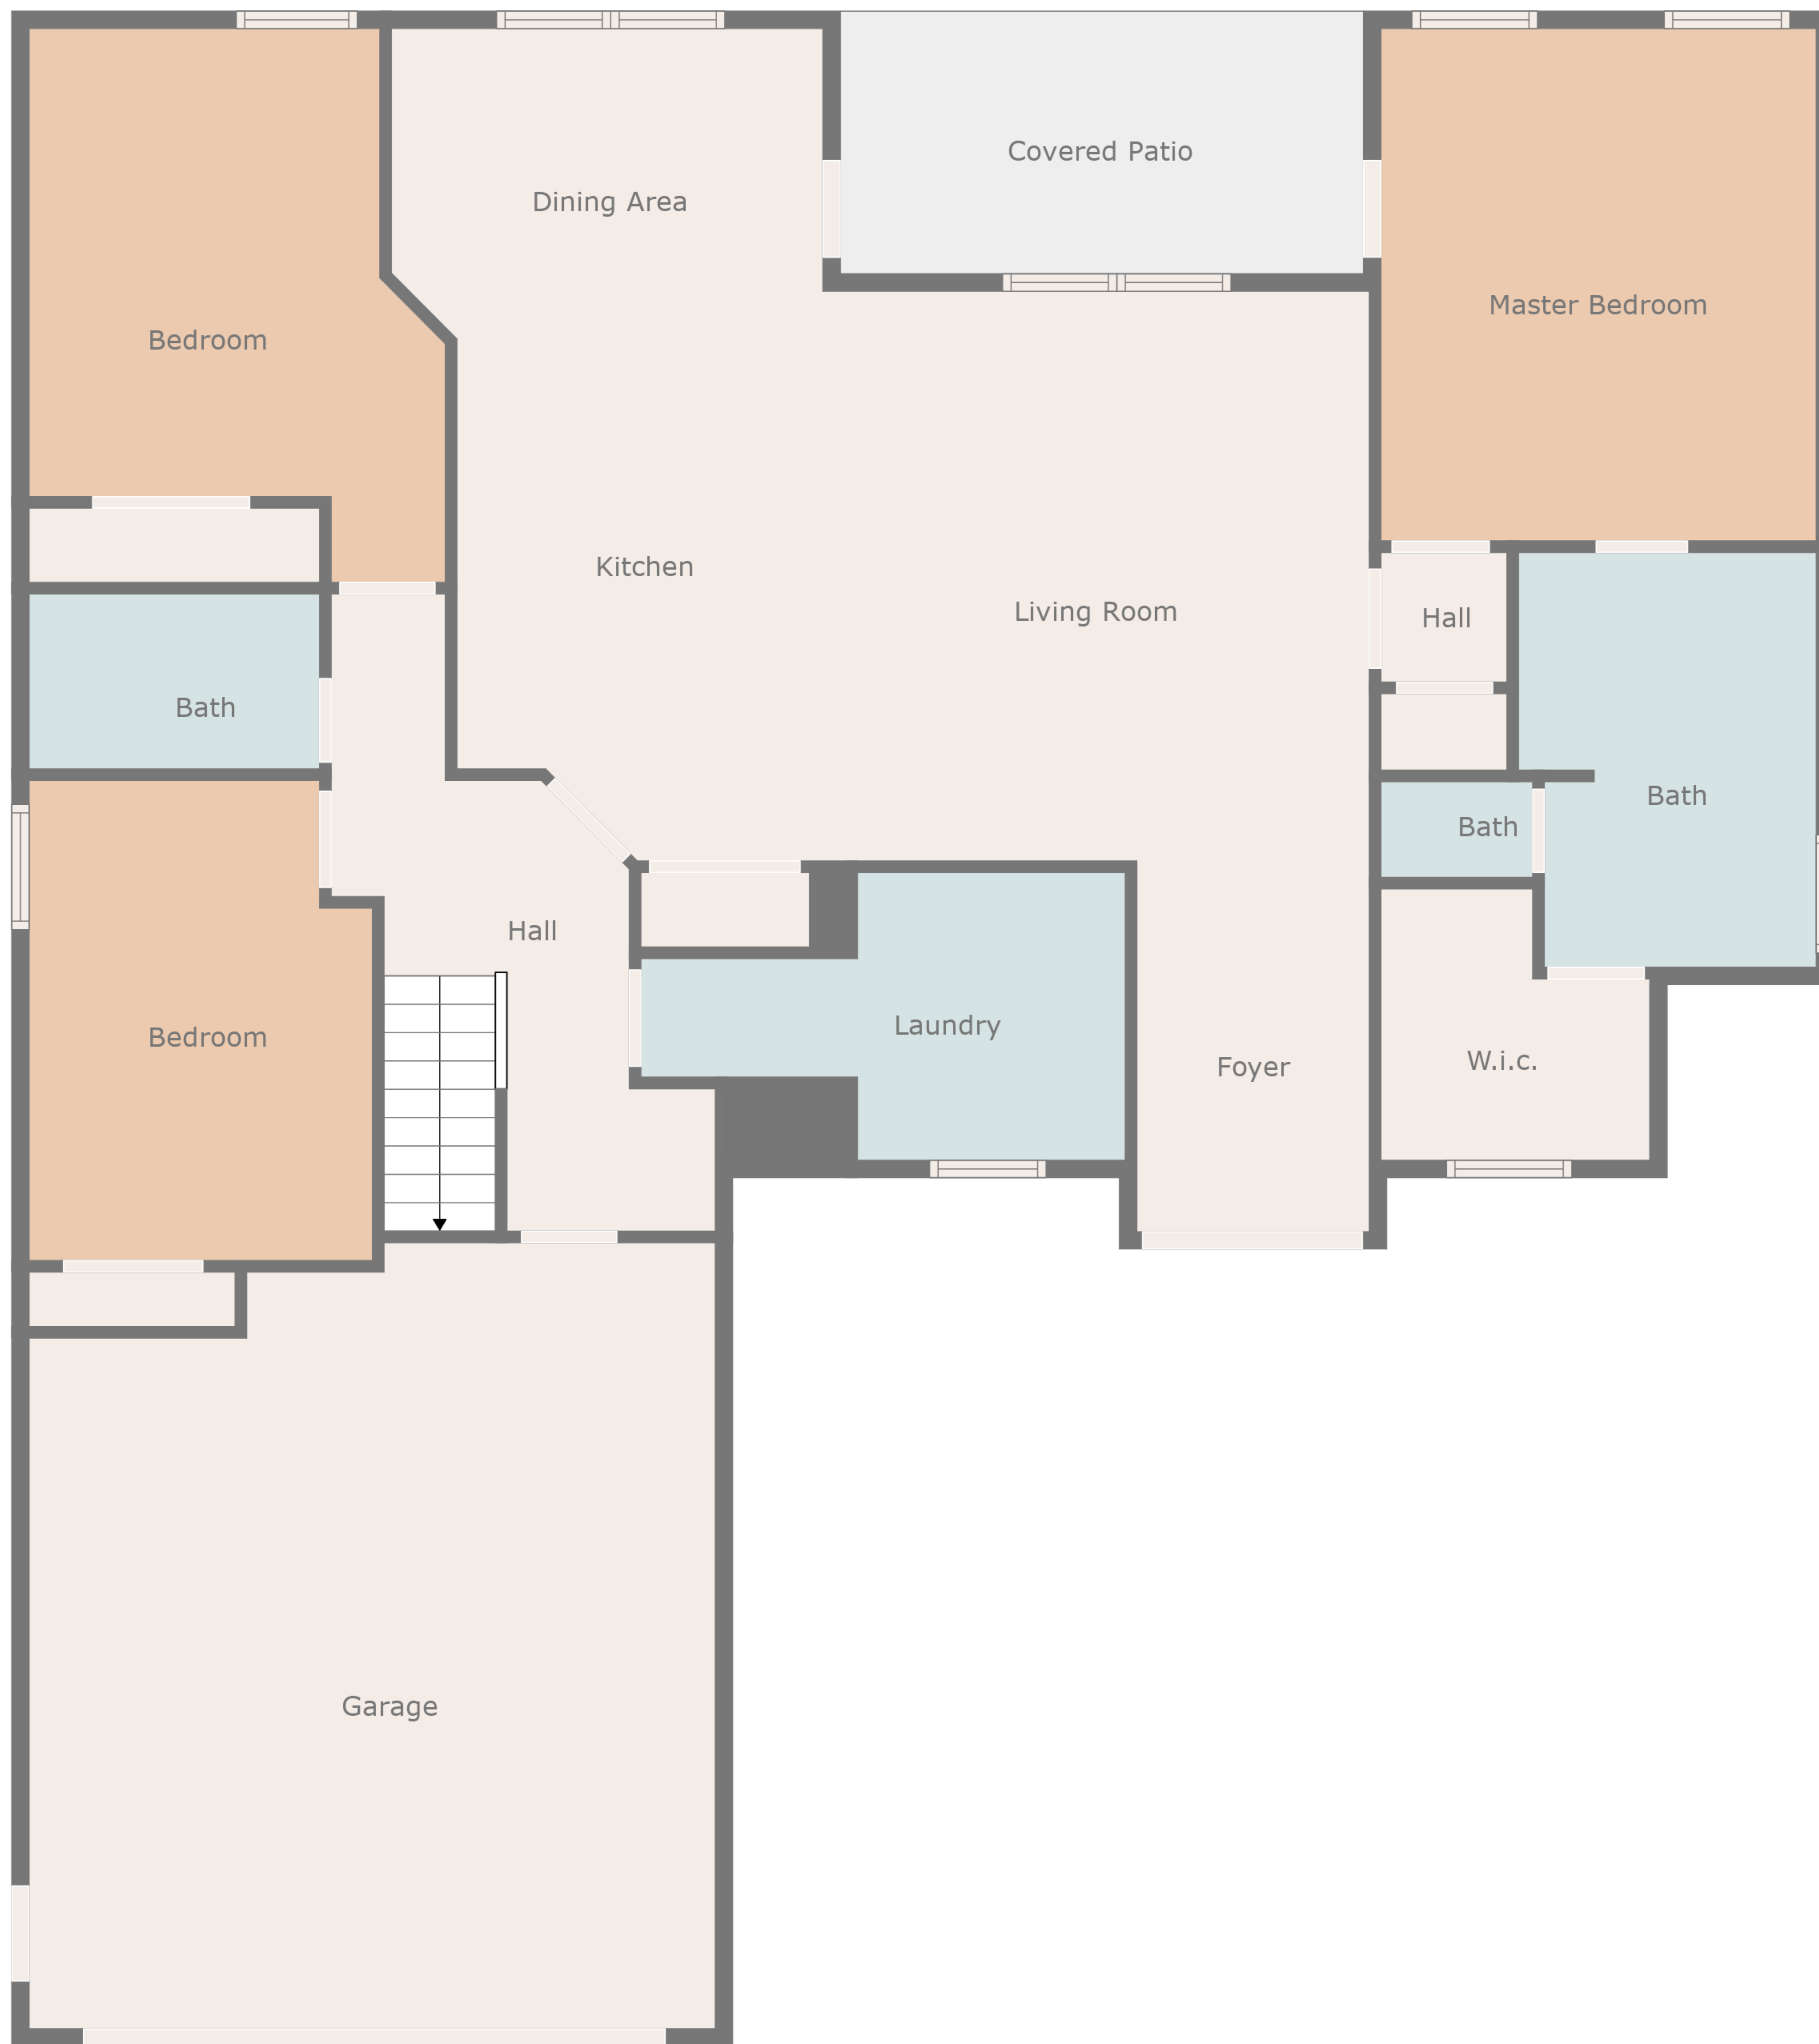 Covered Patio
Dining Area
Master Bedroom
Bedroom
Kitchen
Living Room
Hall
Bath
Bath
Bath
Hall
Laundry
Bedroom
W.i.c.
Foyer
Garage